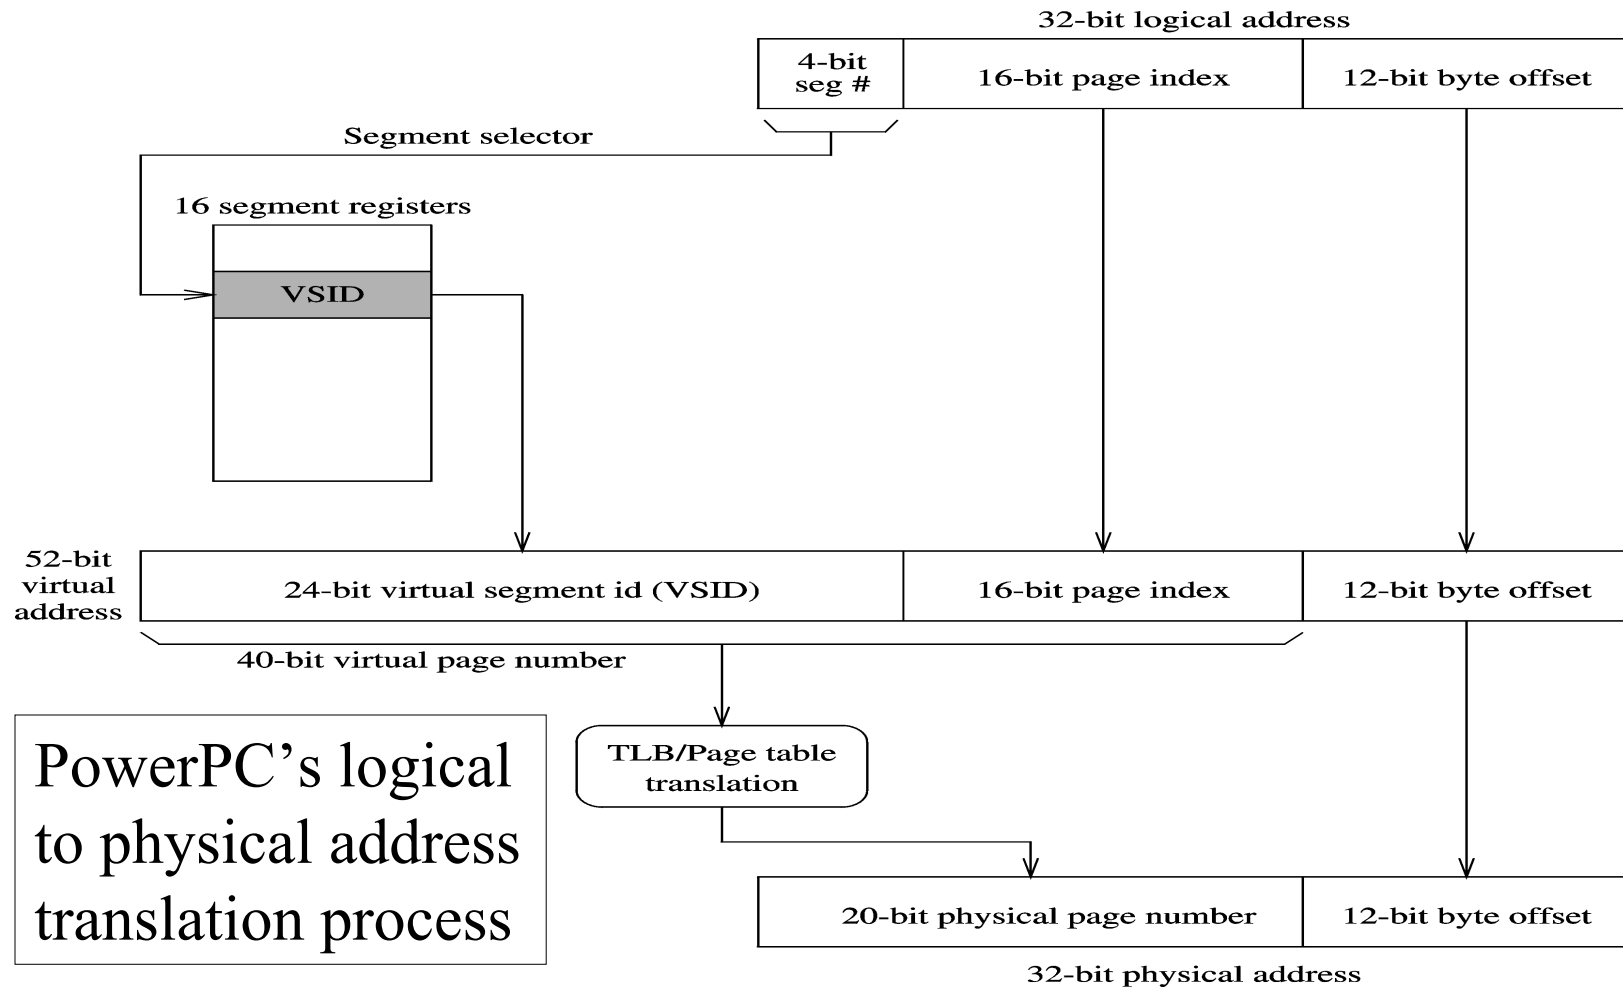 32-bit logical address
4-bit
seg #
16-bit page index
12-bit byte offset
Segment selector
16 segment registers
VSID
52-bit
virtual
address
24-bit virtual segment id (VSID)
16-bit page index
12-bit byte offset
40-bit virtual page number
TLB/Page table
translation
PowerPC’s logical
to physical address
translation process
20-bit physical page number
12-bit byte offset
32-bit physical address